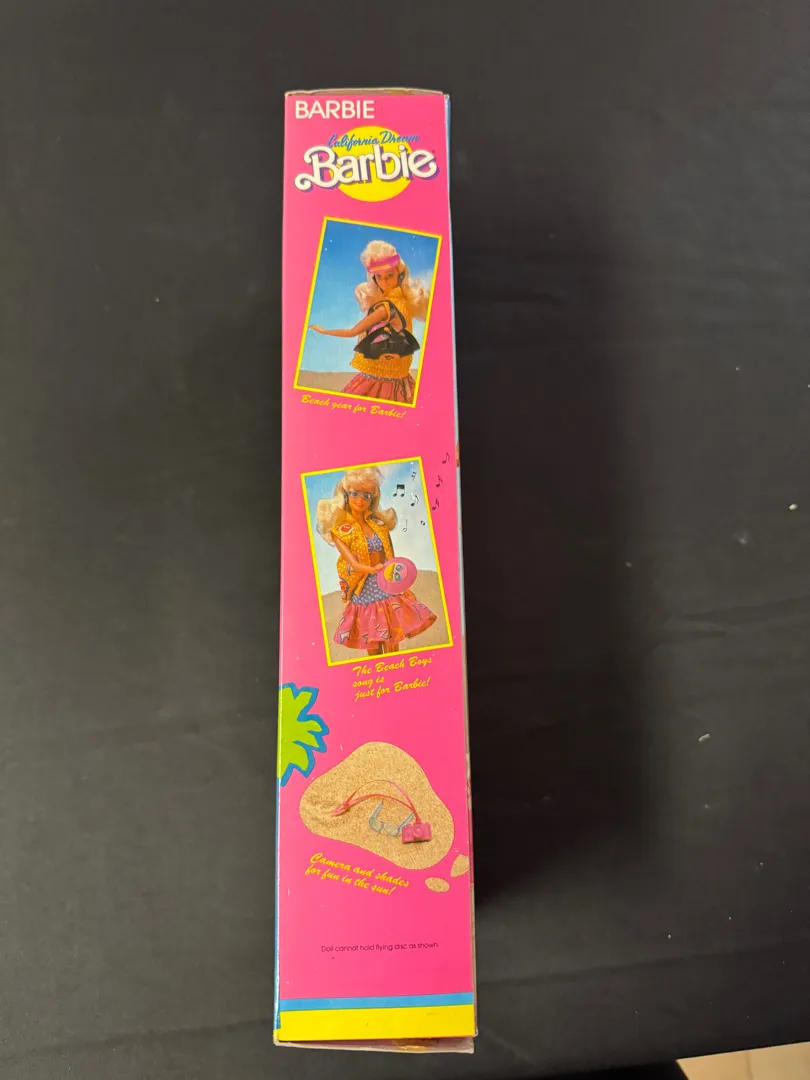 BARBIE
California Dream
Barbie
Beach gear for Barbie!
The Beach Boys'
song is
just for Barbie!
Camera and shades
for fun in the sun!
Doll cannot hold flying disc as shown.